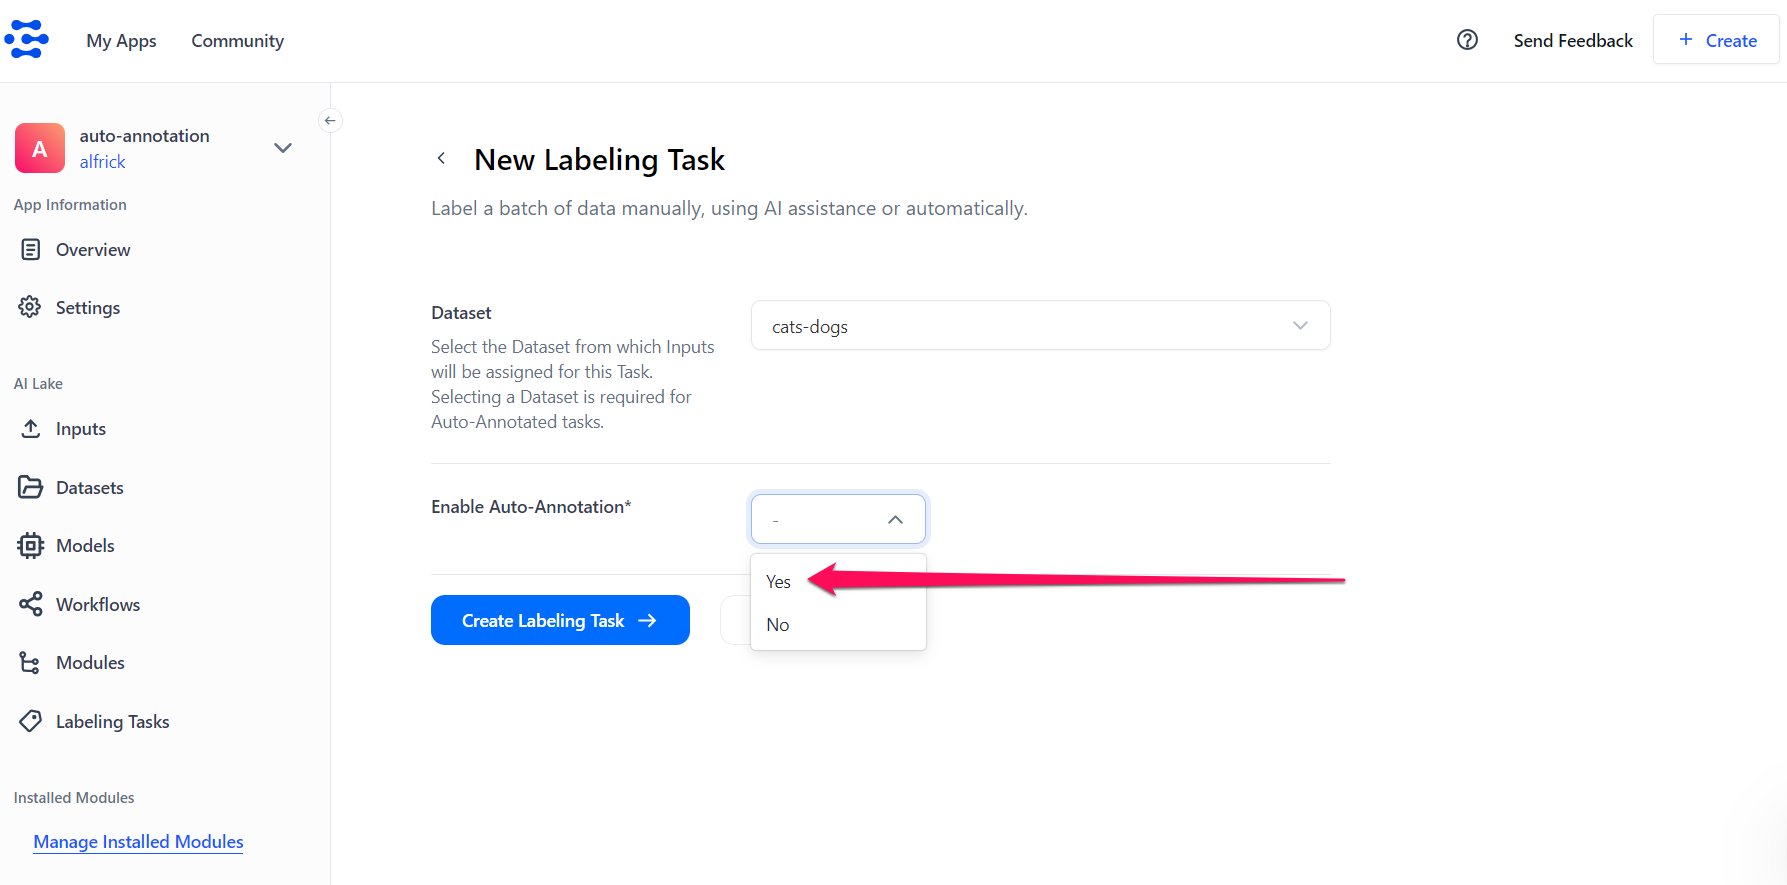 My Apps
Community
Send Feedback
+ Create
A
auto-annotation
alfrick
App Information
Overview
Settings
AI Lake
Inputs
Datasets
Models
Workflows
Modules
Labeling Tasks
Installed Modules
Manage Installed Modules
New Labeling Task
Label a batch of data manually, using AI assistance or automatically.
Dataset
Select the Dataset from which Inputs
will be assigned for this Task.
Selecting a Dataset is required for
Auto-Annotated tasks.
cats-dogs
Enable Auto-Annotation*
-
Yes
No
Create Labeling Task